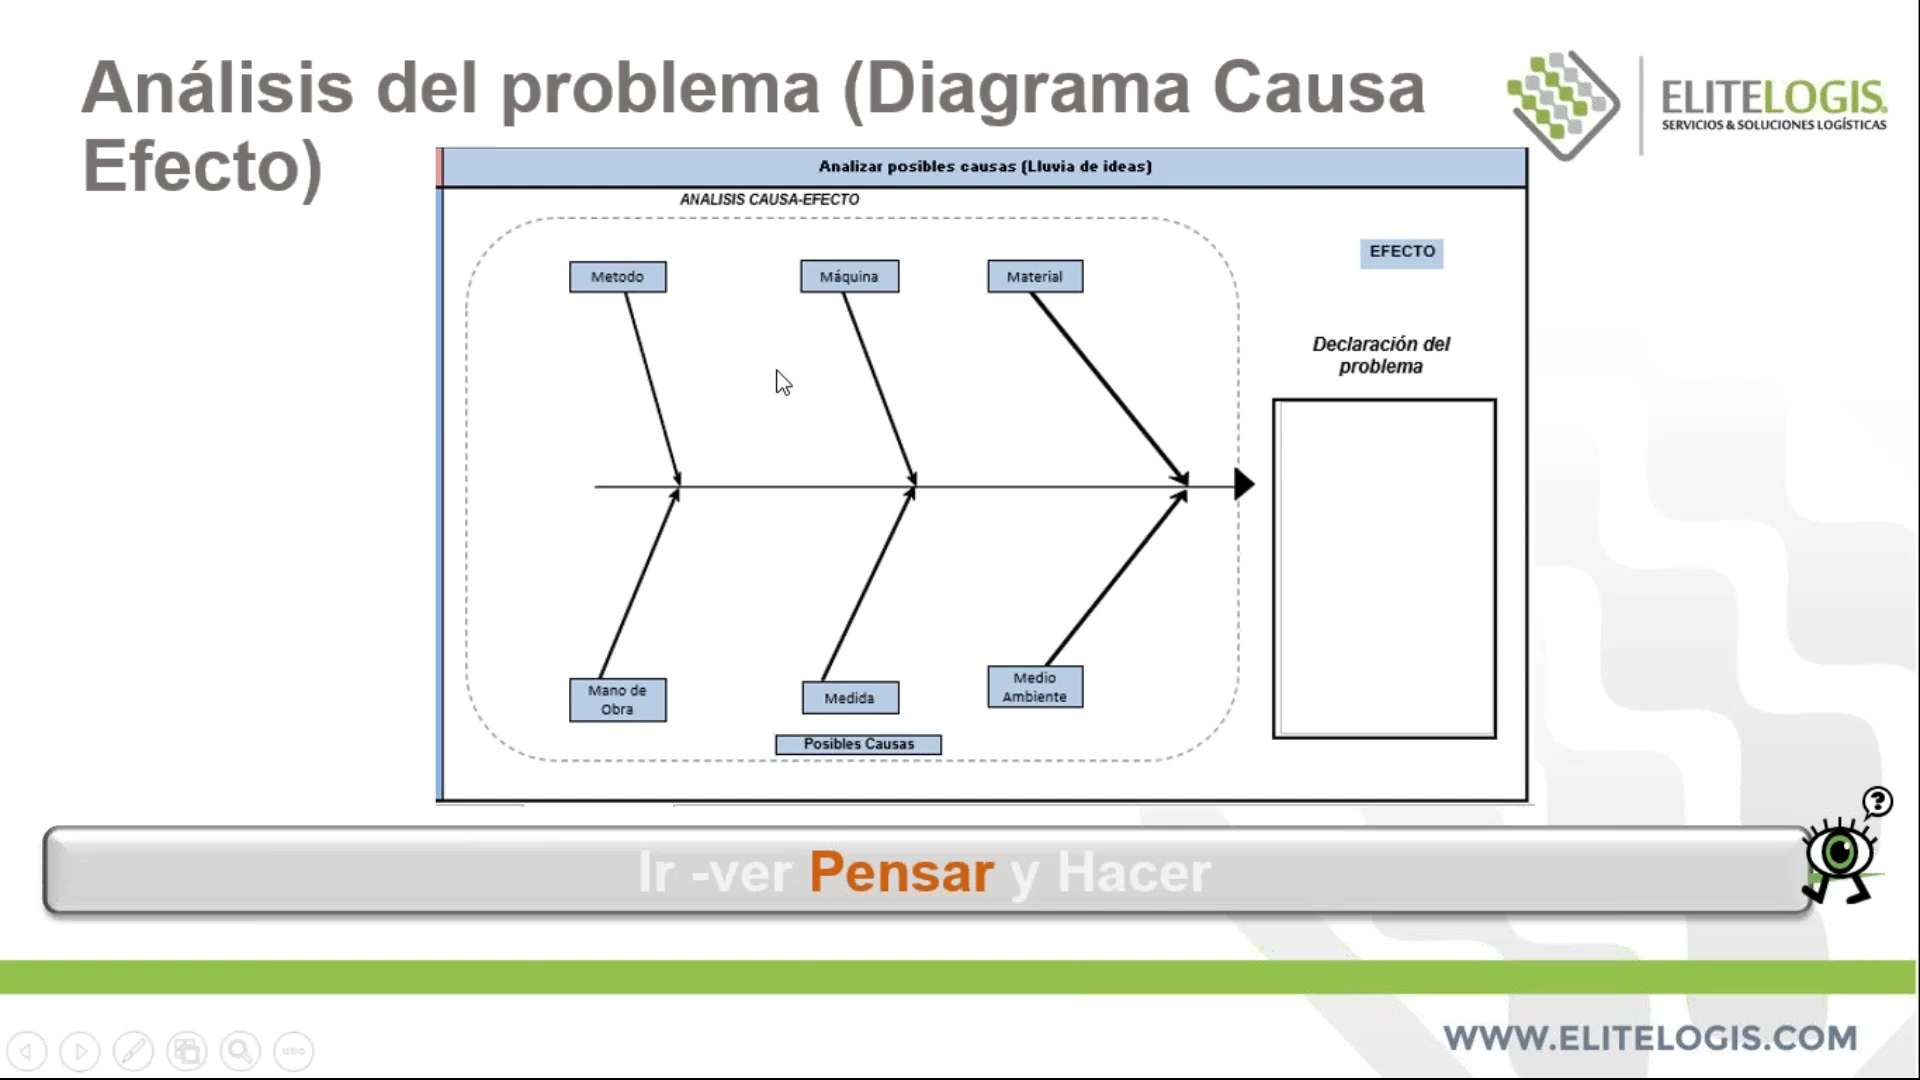 Análisis del problema (Diagrama Causa
Efecto)
ELITELOGIS®
SERVICIOS & SOLUCIONES LOGÍSTICAS
Analizar posibles causas (Lluvia de ideas)
ANALISIS CAUSA-EFECTO
EFECTO
Metodo
Máquina
Material
Declaración del
problema
Mano de
Obra
Medida
Medio
Ambiente
Posibles Causas
?
Ir -ver Pensar y Hacer
WWW.ELITELOGIS.COM